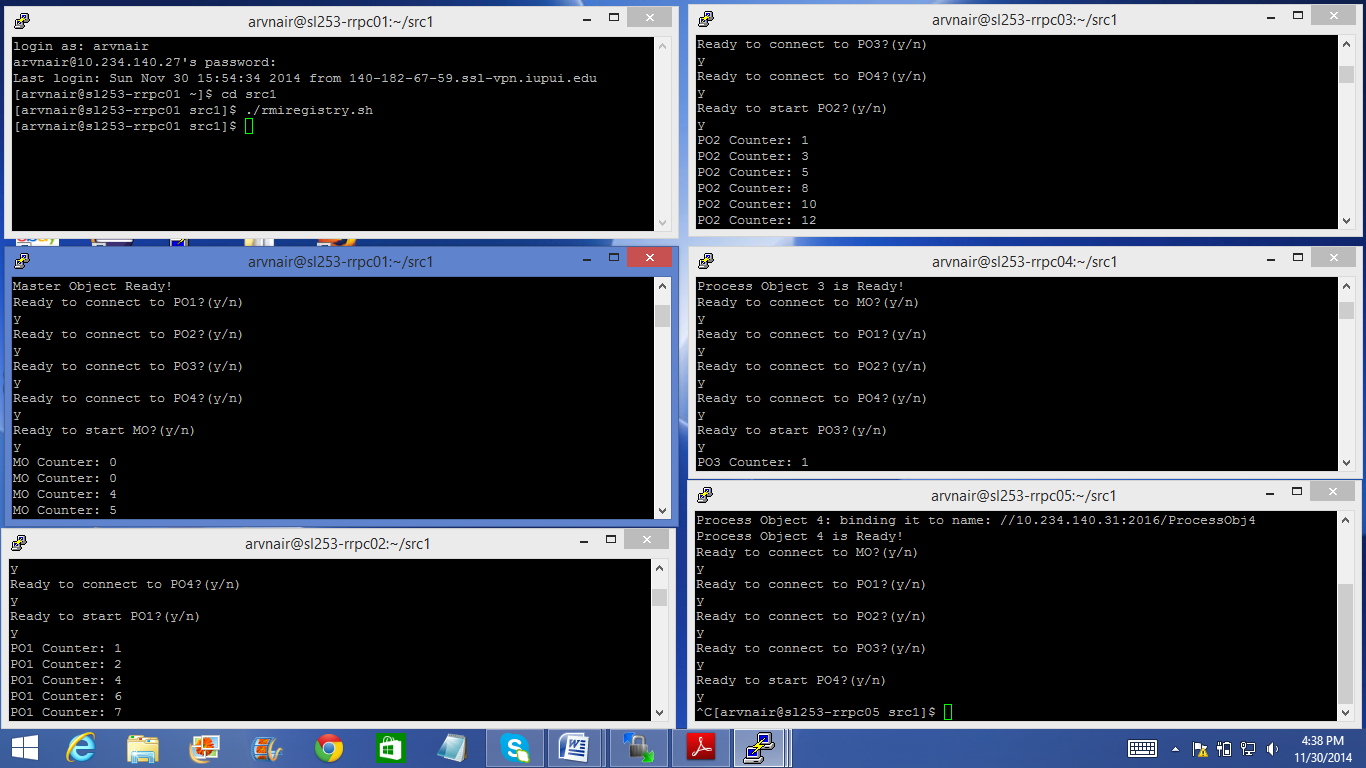 arvnair@sl253-rrpc01:~/src1
login as: arvnair
arvnair@10.234.140.27's password:
Last login: Sun Nov 30 15:54:34 2014 from 140-182-67-59.ssl-vpn.iupui.edu
[arvnair@sl253-rrpc01 ~]$ cd src1
[arvnair@sl253-rrpc01 src1]$ ./rmiregistry.sh
[arvnair@sl253-rrpc01 src1]$
arvnair@sl253-rrpc03:~/src1
Ready to connect to PO3?(y/n)
y
Ready to connect to PO4?(y/n)
y
Ready to start PO2?(y/n)
y
PO2 Counter: 1
PO2 Counter: 3
PO2 Counter: 5
PO2 Counter: 8
PO2 Counter: 10
PO2 Counter: 12
arvnair@sl253-rrpc01:~/src1
Master Object Ready!
Ready to connect to PO1?(y/n)
y
Ready to connect to PO2?(y/n)
y
Ready to connect to PO3?(y/n)
y
Ready to connect to PO4?(y/n)
y
Ready to start MO?(y/n)
y
MO Counter: 0
MO Counter: 0
MO Counter: 4
MO Counter: 5
arvnair@sl253-rrpc04:~/src1
Process Object 3 is Ready!
Ready to connect to MO?(y/n)
y
Ready to connect to PO1?(y/n)
y
Ready to connect to PO2?(y/n)
y
Ready to connect to PO4?(y/n)
y
Ready to start PO3?(y/n)
y
PO3 Counter: 1
arvnair@sl253-rrpc02:~/src1
y
Ready to connect to PO4?(y/n)
y
Ready to start PO1?(y/n)
y
PO1 Counter: 1
PO1 Counter: 2
PO1 Counter: 4
PO1 Counter: 6
PO1 Counter: 7
arvnair@sl253-rrpc05:~/src1
Process Object 4: binding it to name: //10.234.140.31:2016/ProcessObj4
Process Object 4 is Ready!
Ready to connect to MO?(y/n)
y
Ready to connect to PO1?(y/n)
y
Ready to connect to PO2?(y/n)
y
Ready to connect to PO3?(y/n)
y
Ready to start PO4?(y/n)
y
^C[arvnair@sl253-rrpc05 src1]$
4:38 PM
11/30/2014